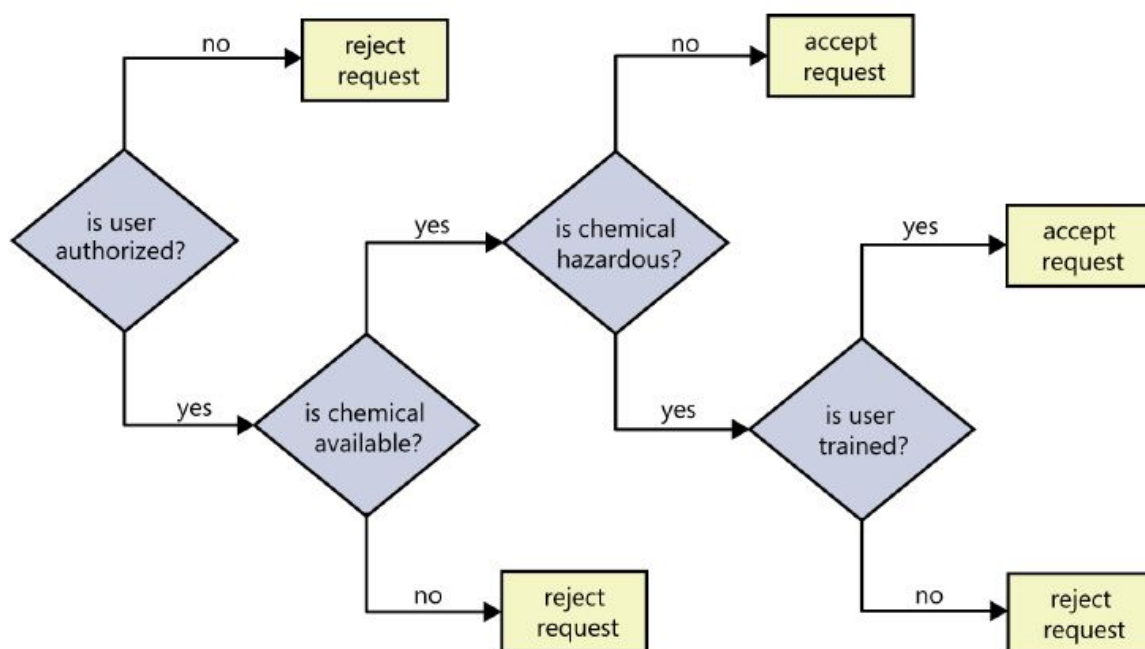 no
reject
request
no
accept
request
is user
authorized?
yes
is chemical
hazardous?
yes
accept
request
yes
is chemical
available?
yes
is user
trained?
no
reject
request
no
reject
request